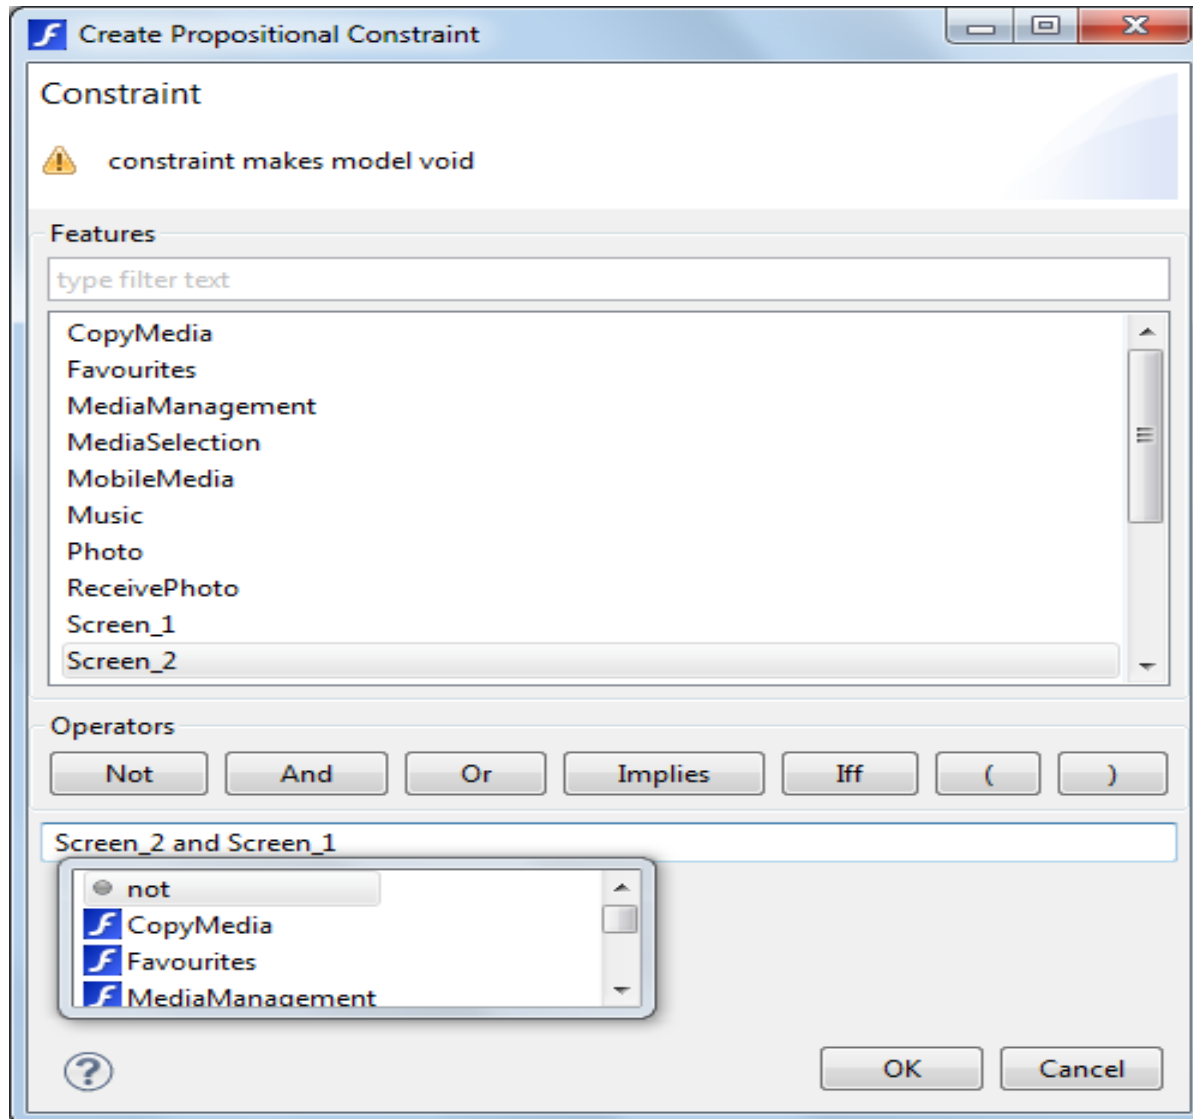 Create Propositional Constraint
Constraint
constraint makes model void
Features
type filter text
CopyMedia
Favourites
MediaManagement
MediaSelection
MobileMedia
Music
Photo
ReceivePhoto
Screen_1
Screen_2
Operators
Not And Or Implies Iff ( )
Screen_2 and Screen_1
not
CopyMedia
Favourites
MediaManagement
OK Cancel